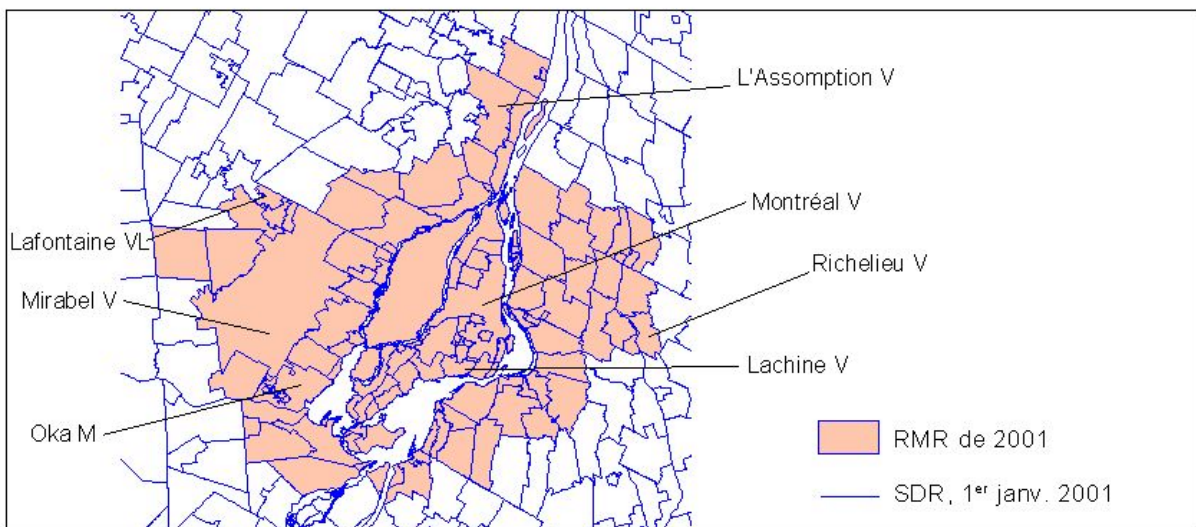 L'Assomption V
Montréal V
Lafontaine VL
Richelieu V
Mirabel V
Lachine V
Oka M
RMR de 2001
SDR, 1er janv. 2001